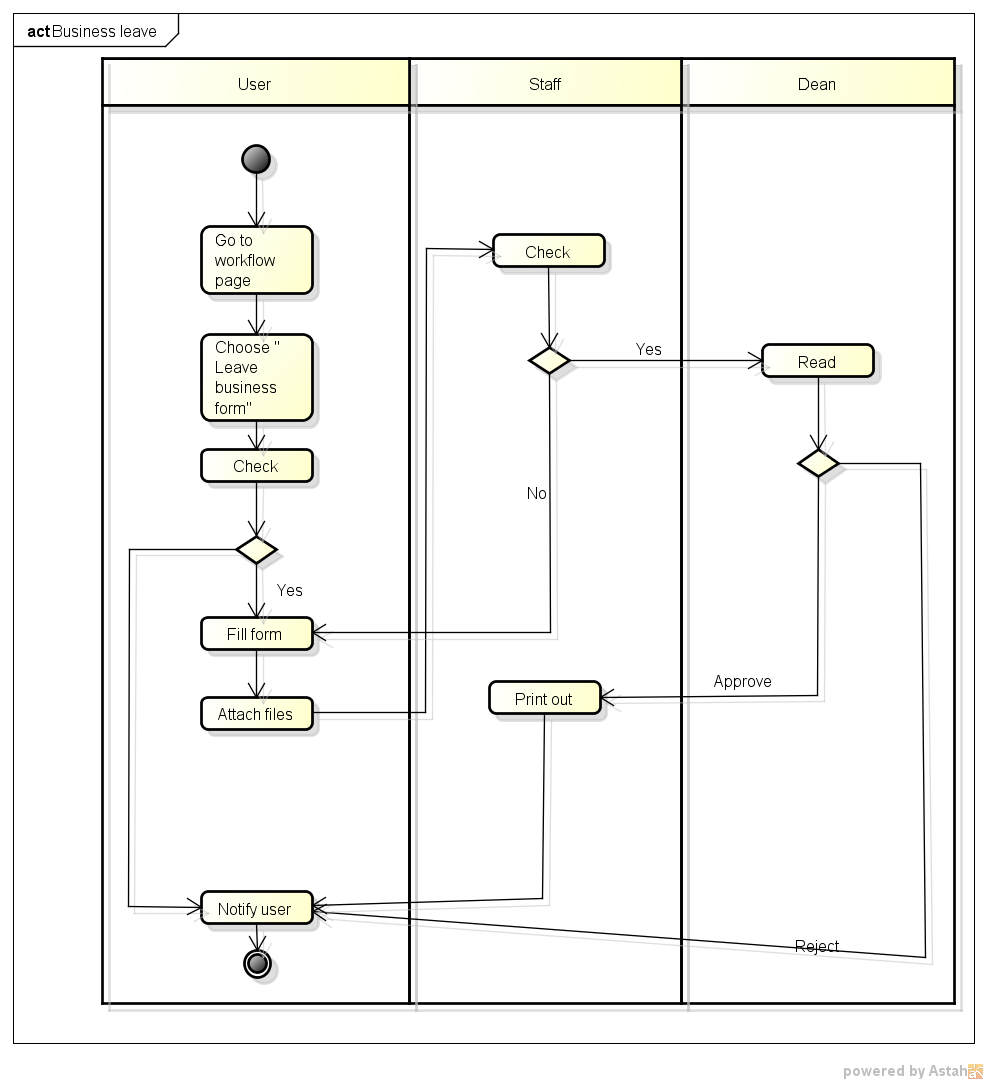 act Business leave
User
Staff
Dean
Go to
workflow
page
Check
Choose "
Leave
business
form"
Yes
Read
Check
No
Yes
Fill form
Approve
Print out
Attach files
Notify user
Reject
powered by Astah